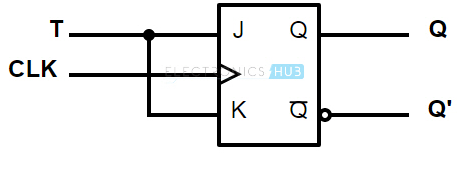 T J Q Q
CLK ELECTRONICS HUB
K Q̅ Q'